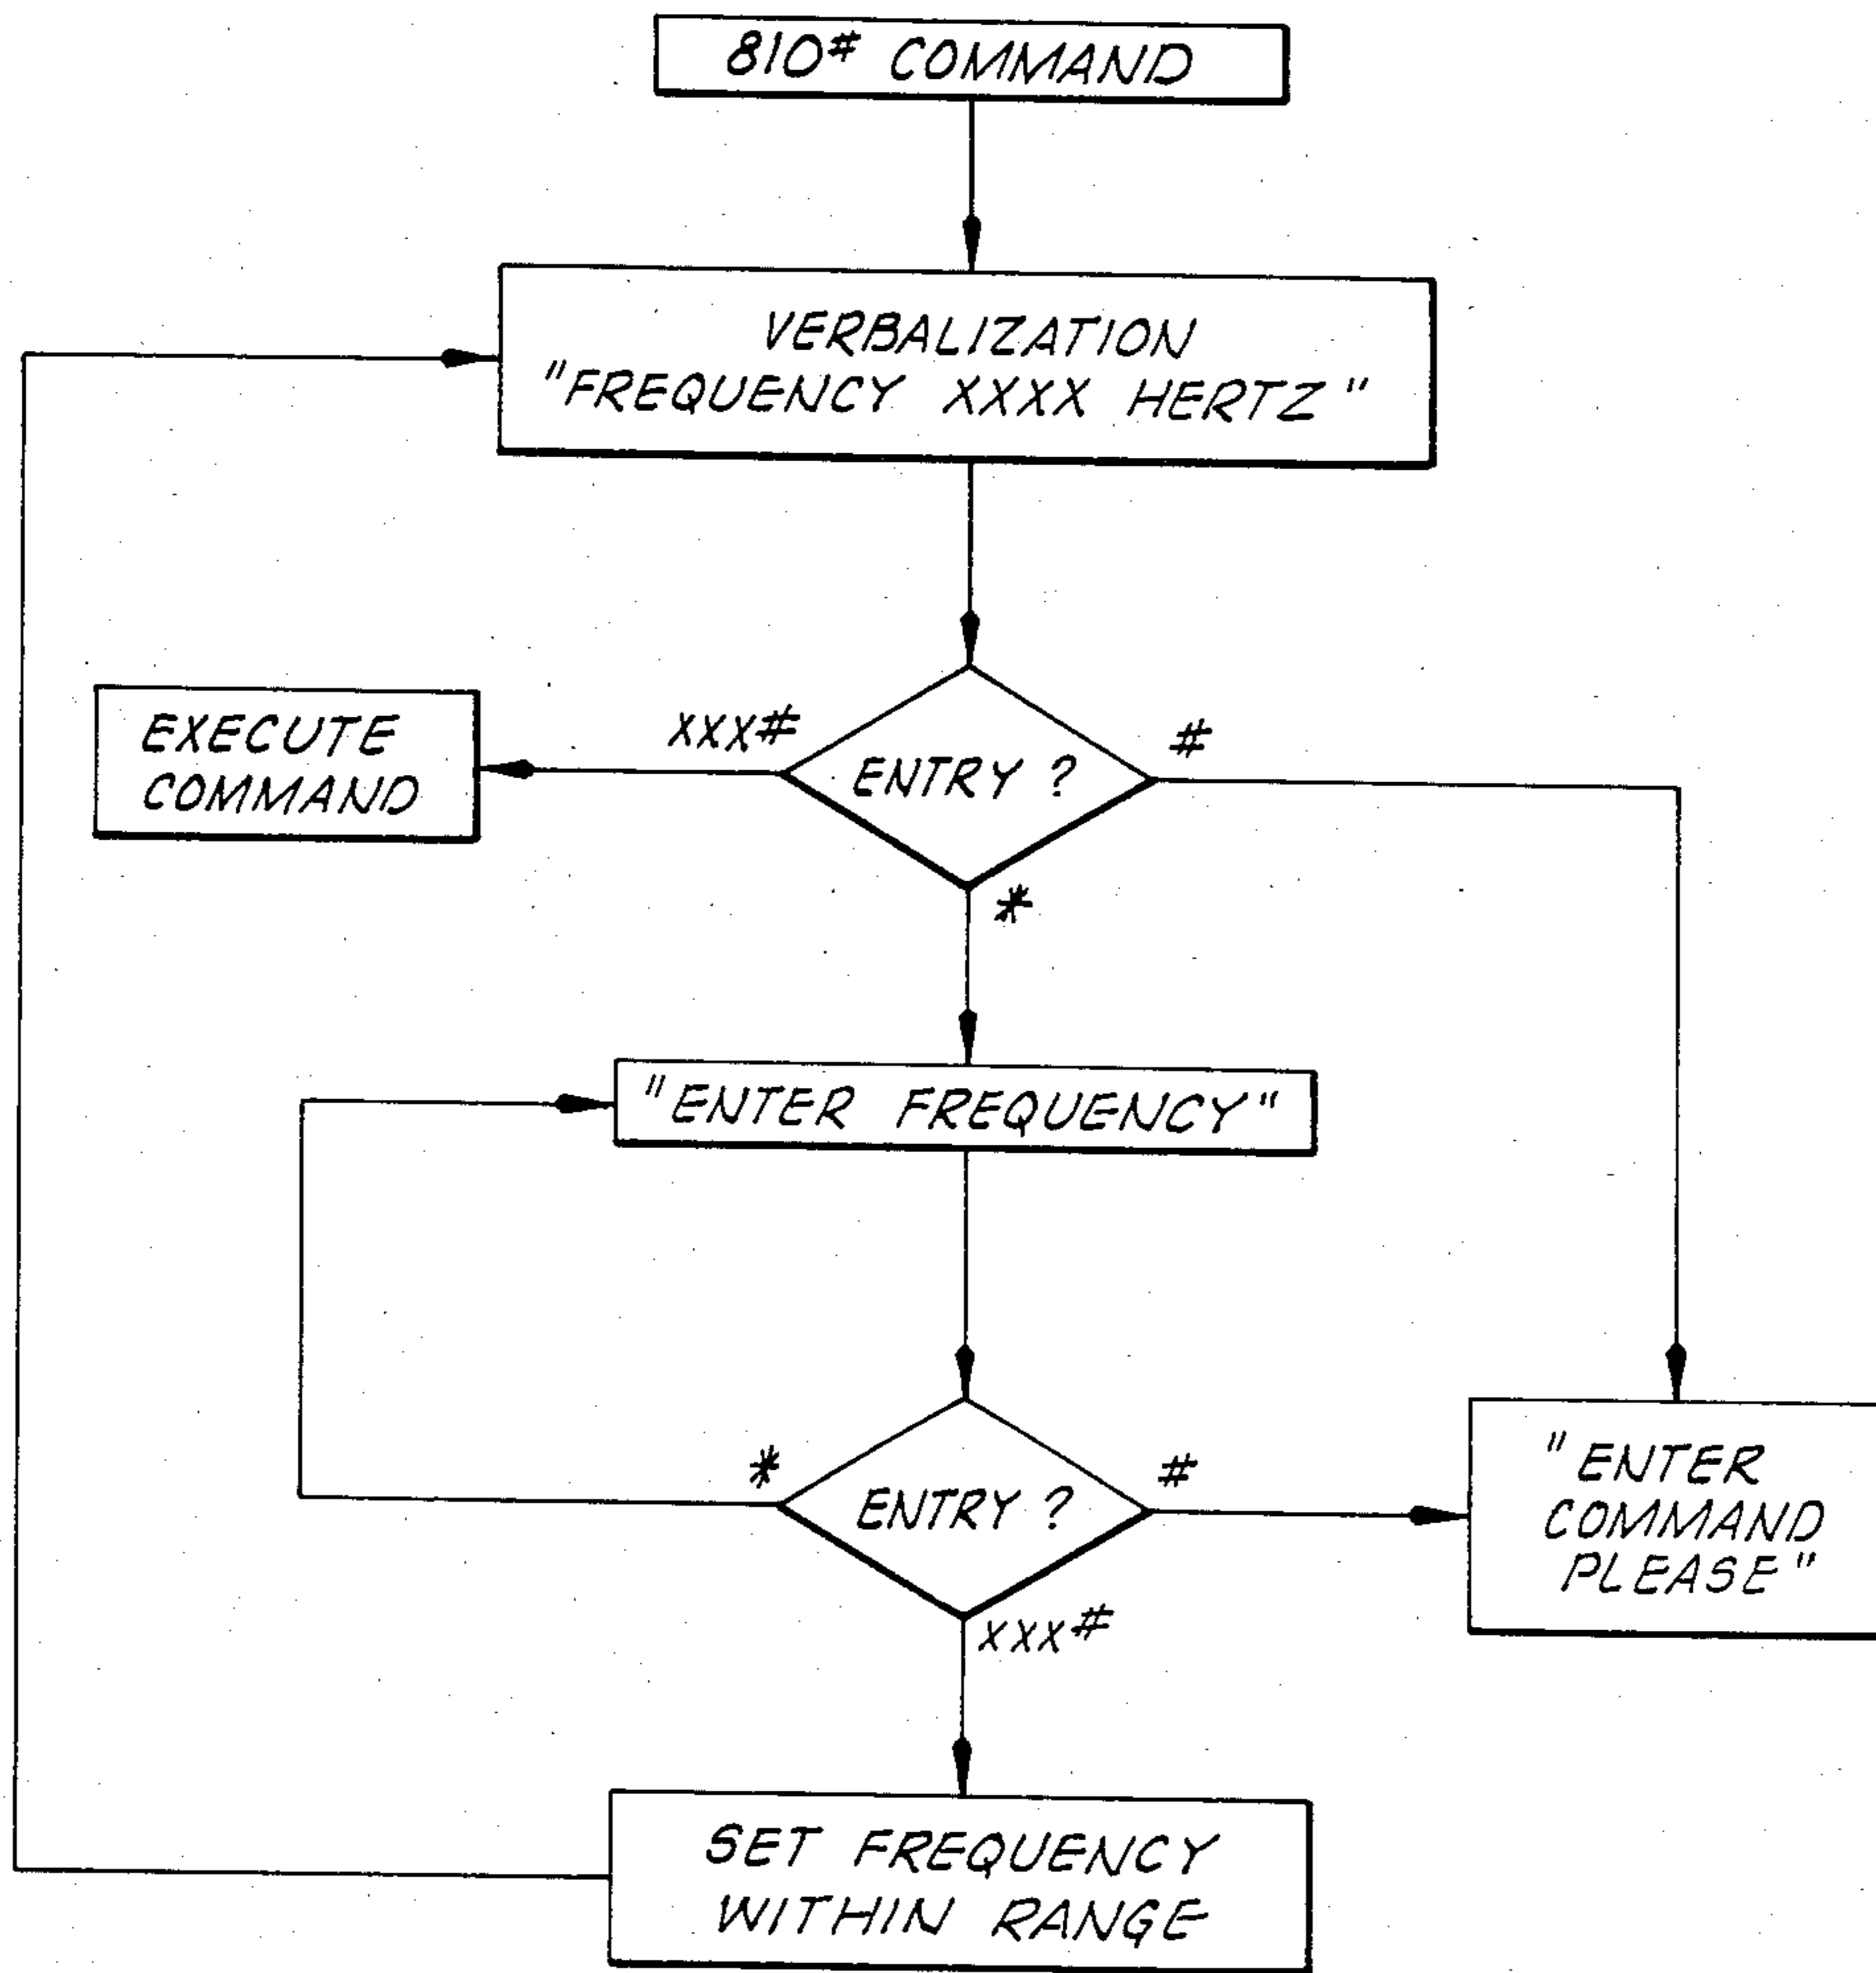 810# COMMAND
VERBALIZATION
"FREQUENCY XXXX HERTZ"
EXECUTE
COMMAND
XXX#
ENTRY ?
#
*
"ENTER FREQUENCY"
*
ENTRY ?
#
"ENTER
COMMAND
PLEASE"
XXX#
SET FREQUENCY
WITHIN RANGE